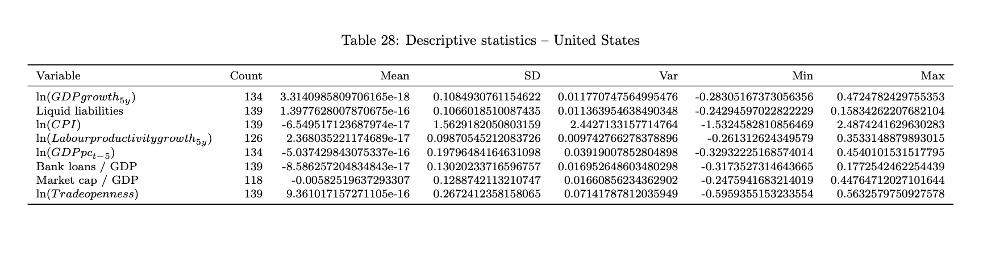 Table 28: Descriptive statistics – United States
Variable Count Mean SD Var Min Max
ln(GDPgrowth5y) 134 3.3140985809706165e-18 0.1084930761154622 0.011770747564995476 -0.28305167373056356 0.4724782429755353
Liquid liabilities 139 1.3977628007870675e-16 0.1066018510087435 0.011363954638490348 -0.24294597022822229 0.15834262207682104
ln(CPI) 139 -6.549517123687974e-17 1.5629182050803159 2.4427133157714764 -1.5324582810856469 2.4874241629630283
ln(Labourproductivitygrowth5y) 126 2.368035221174689e-17 0.09870545212083726 0.009742766278378896 -0.261312624349579 0.3533148879893015
ln(GDPpct−5) 134 -5.037429843075337e-16 0.19796484164631098 0.03919007852804898 -0.32932225168574014 0.4540101531517795
Bank loans / GDP 139 -8.586257204834843e-17 0.13020233716596757 0.016952648603480298 -0.3173527314643665 0.1772542462254439
Market cap / GDP 118 -0.00582519637293307 0.1288742113210747 0.01660856234362902 -0.2475941683214019 0.44764712027101644
ln(Tradeopenness) 139 9.361017157271105e-16 0.2672412358158065 0.07141787812035949 -0.5959355153233554 0.5632579750927578